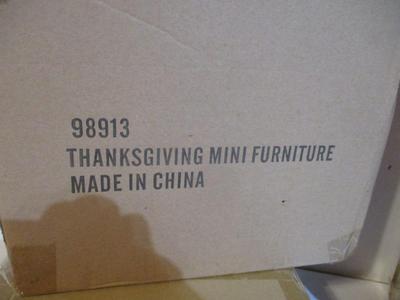 98913
THANKSGIVING MINI FURNITURE
MADE IN CHINA